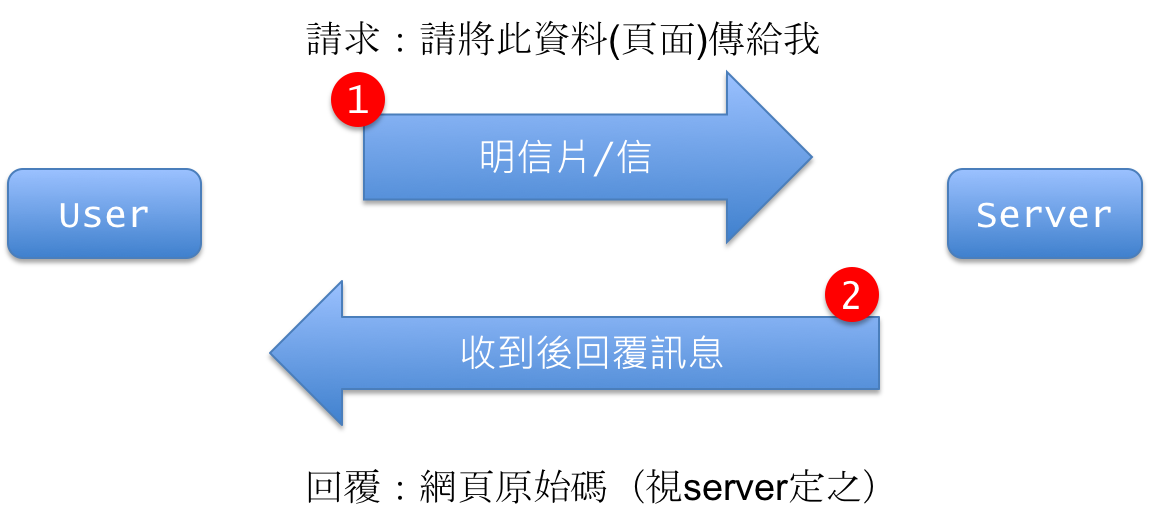 請求：請將此資料(頁面)傳給我
1
明信片/信
User
Server
2
收到後回覆訊息
回覆：網頁原始碼（視server定之）